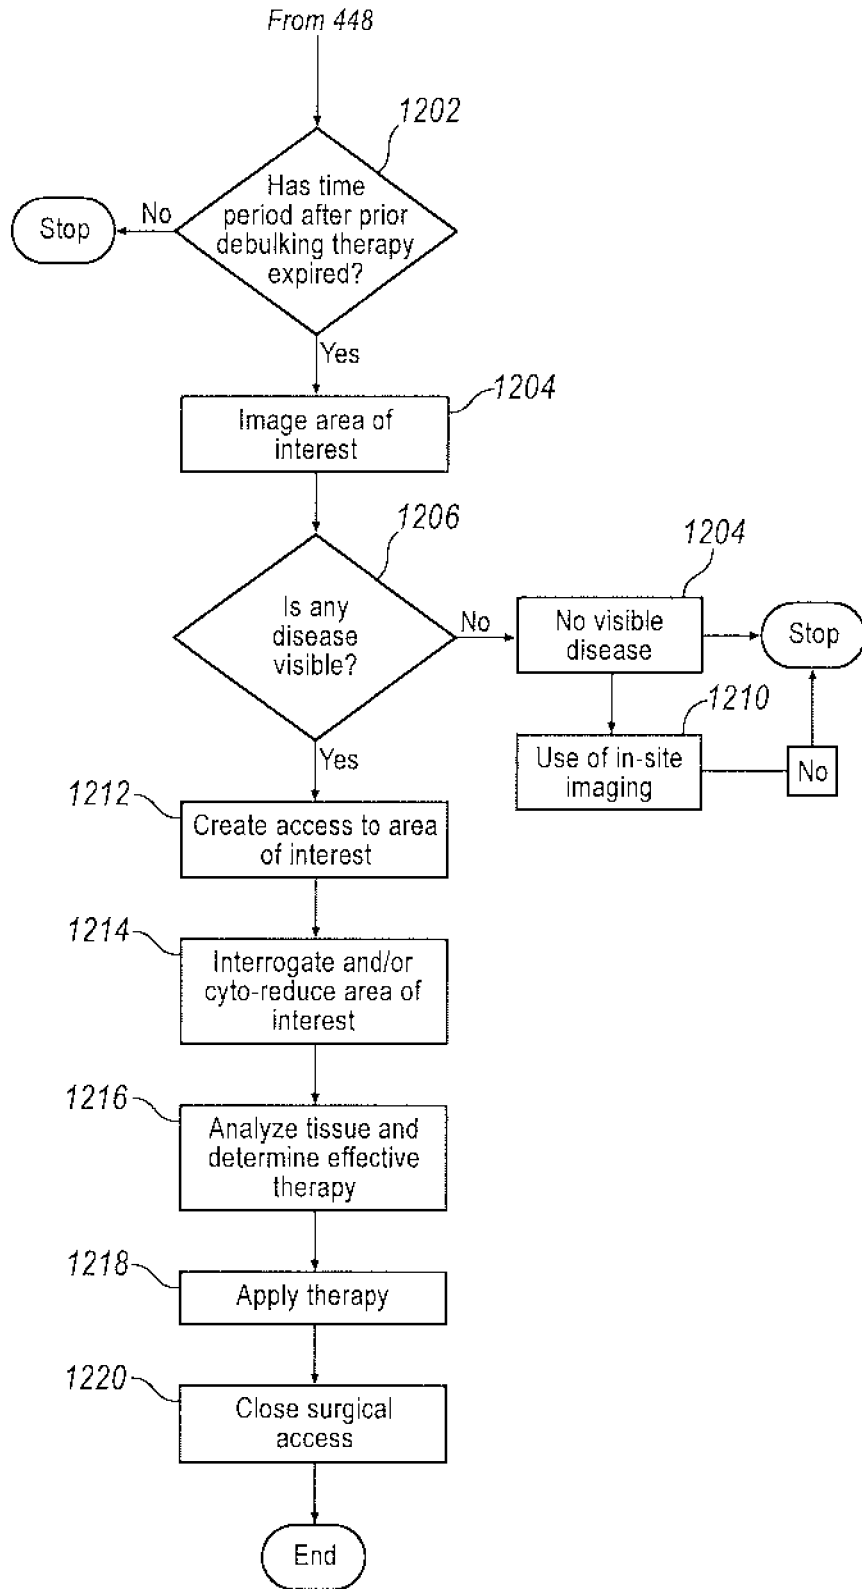 From 448
1202
Has time
period after prior
debulking therapy
expired?
No
Stop
Yes
1204
Image area of
interest
1206
Is any
disease
visible?
No
1204
No visible
disease
Stop
1210
Use of in-site
imaging
No
Yes
1212
Create access to area
of interest
1214
Interrogate and/or
cyto-reduce area of
interest
1216
Analyze tissue and
determine effective
therapy
1218
Apply therapy
1220
Close surgical
access
End